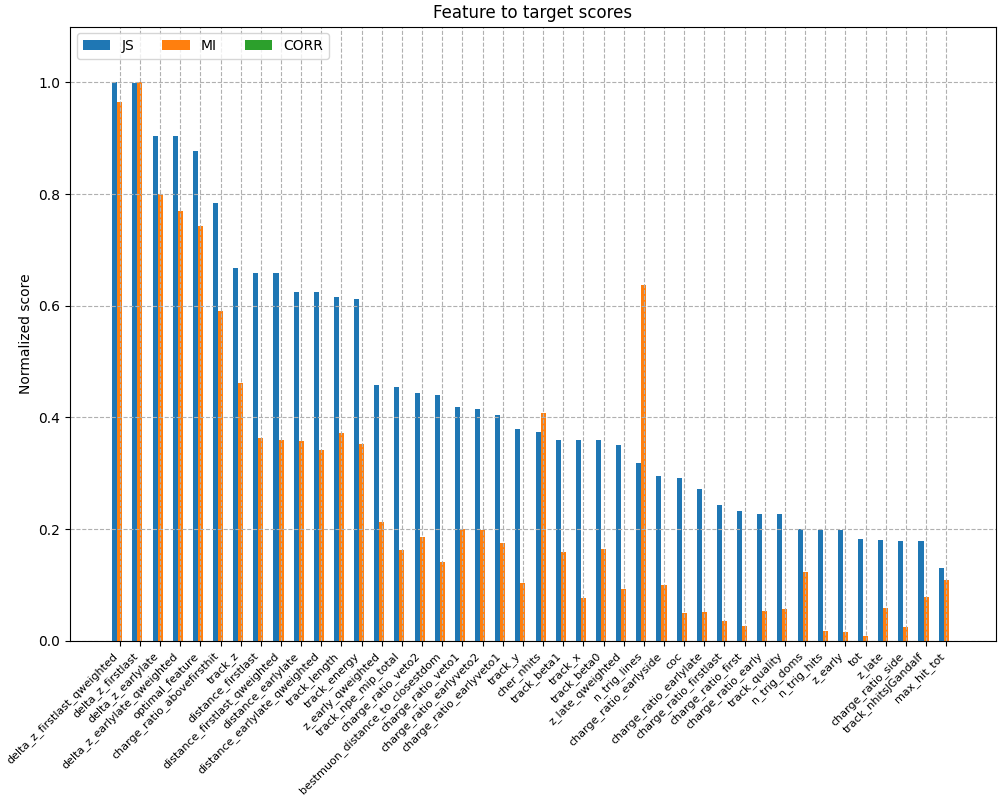 Feature to target scores
JS
MI
CORR
Normalized score
1.0
0.8
0.6
0.4
0.2
0.0
delta_z_firstlast_qweighted
delta_z_firstlast
delta_z_earlylate
delta_z_earlylate_qweighted
optimal_feature
charge_ratio_abovefirsthit
track_z
distance_firstlast
distance_firstlast_qweighted
distance_earlylate
distance_earlylate_qweighted
track_length
track_energy
z_early_qweighted
track_npe_mip_total
charge_ratio_veto2
bestmuon_distance_to_closestdom
charge_ratio_veto1
charge_ratio_earlyveto2
charge_ratio_earlyveto1
track_y
cher_nhits
track_beta1
track_x
track_beta0
z_late_qweighted
n_trig_lines
charge_ratio_earlyside
coc
charge_ratio_earlylate
charge_ratio_firstlast
charge_ratio_first
charge_ratio_early
track_quality
n_trig_doms
n_trig_hits
z_early
tot
z_late
charge_ratio_side
track_nhitsJGandalf
max_hit_tot